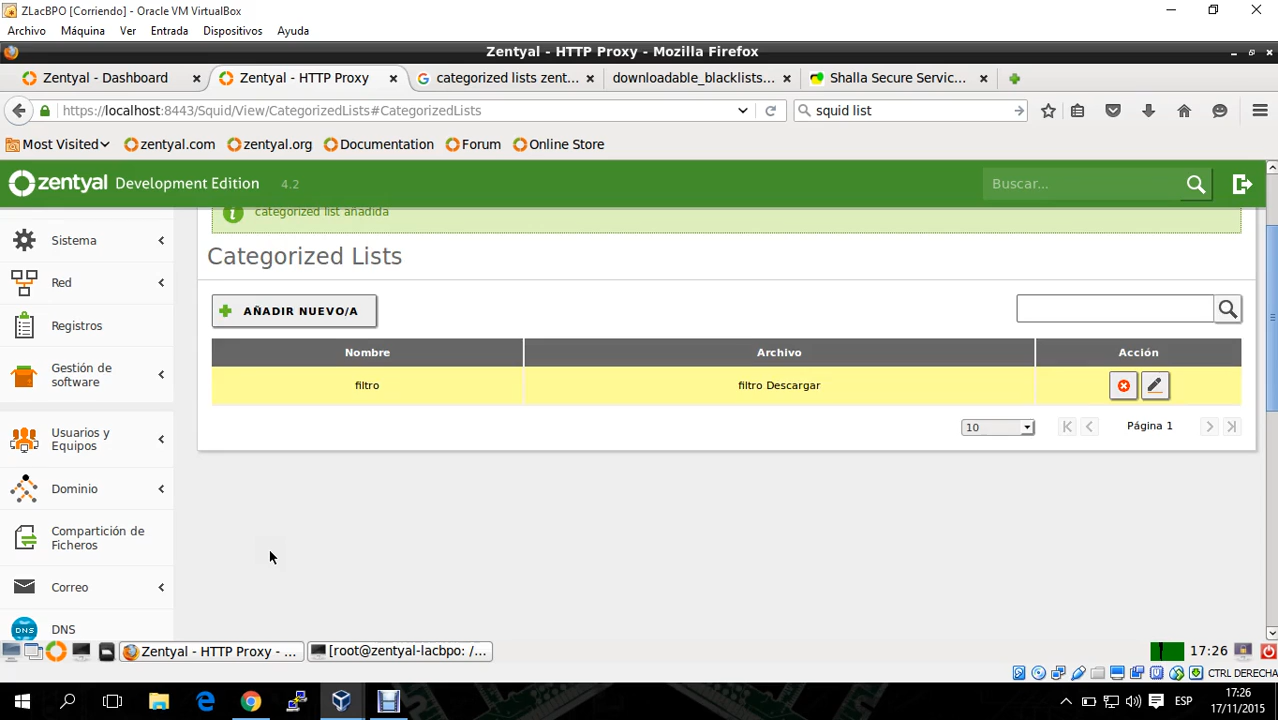 ZLacBPO [Corriendo] - Oracle VM VirtualBox
Archivo Máquina Ver Entrada Dispositivos Ayuda
Zentyal - HTTP Proxy - Mozilla Firefox
Zentyal - Dashboard × Zentyal - HTTP Proxy × categorized lists zent... × downloadable_blacklists... × Shalla Secure Servic... ×
https://localhost:8443/Squid/View/CategorizedLists#CategorizedLists squid list
Most Visited zentyal.com zentyal.org Documentation Forum Online Store
zentyal Development Edition 4.2 Buscar...
categorized list añadida
Sistema
Categorized Lists
Red
AÑADIR NUEVO/A
Registros
Nombre Archivo Acción
Gestión de
software
filtro filtro Descargar
10 Página 1
Usuarios y
Equipos
Dominio
Compartición de
Ficheros
Correo
DNS
DNS
Zentyal - HTTP Proxy - ... [root@zentyal-lacbpo: /... 17:26
CTRL DERECHA
ESP
17:26
17/11/2015